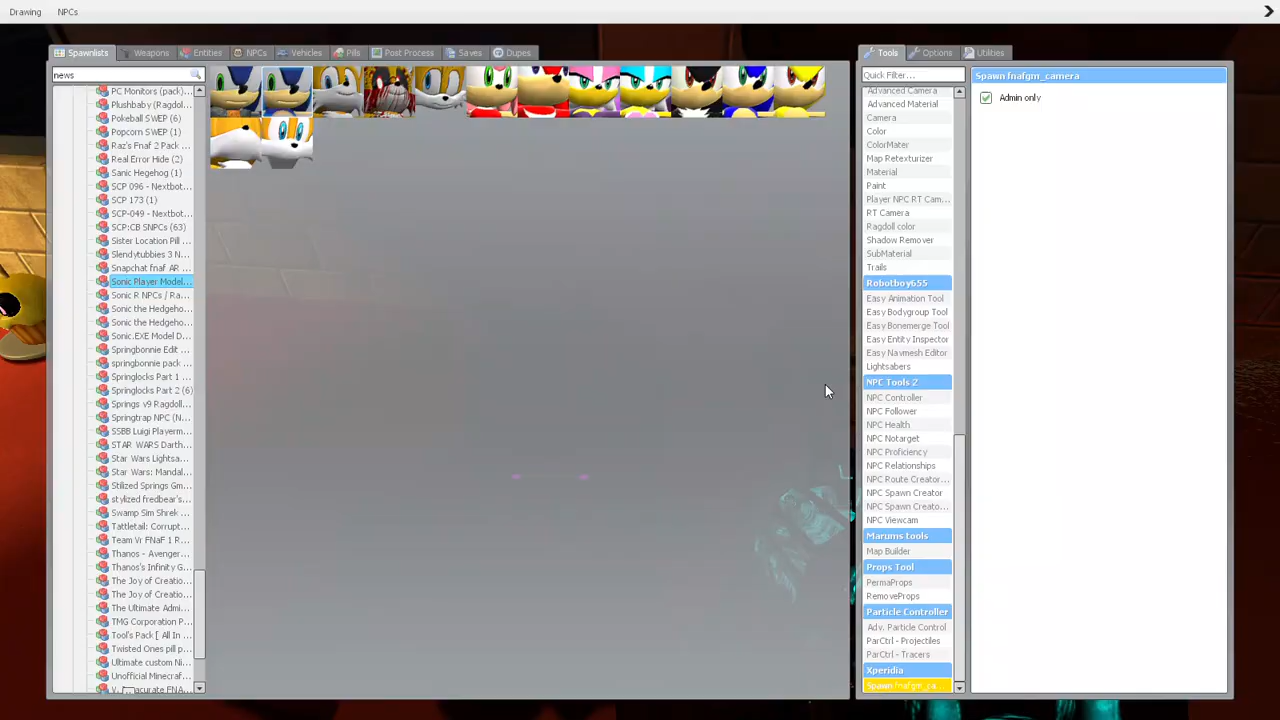 Drawing NPCs
Spawnlists Weapons Entities NPCs Vehicles Pills Post Process Saves Dupes
news
PC Monitors (pack)...
Plushbaby (Ragdol...
Pokeball SWEP (6)
Popcorn SWEP (1)
Raz's Fnaf 2 Pack ...
Real Error Hide (2)
Sanic Hegehog (1)
SCP 096 - Nextbot...
SCP 173 (1)
SCP-049 - Nextbot...
SCP:CB SNPCs (63)
Sister Location Pill ...
Slendytubbies 3 N...
Snapchat fnaf AR ...
Sonic Player Model...
Sonic R NPCs / Ra...
Sonic the Hedgeho...
Sonic the Hedgeho...
Sonic.EXE Model D...
Springbonnie Edit ...
springbonnie pack ...
Springlocks Part 1 ...
Springlocks Part 2 (6)
Springs v9 Ragdoll...
Springtrap NPC (N...
SSBB Luigi Playerm...
STAR WARS Darth...
Star Wars Lightsa...
Star Wars: Mandal...
Stilized Springs Gm...
stylized fredbear's...
Swamp Sim Shrek ...
Tattletail: Corrupt...
Team Vr FNaF 1 R...
Thanos - Avenger...
Thanos's Infinity G...
The Joy of Creatio...
The Joy of Creatio...
The Ultimate Admi...
TMG Corporation P...
Tool's Pack [ All In ...
Twisted Ones pill p...
Ultimate custom Ni...
Unofficial Minecraf...
Tools Options Utilities
Quick Filter...
Advanced Camera
Advanced Material
Camera
Color
ColorMater
Map Retexturizer
Material
Paint
Player NPC RT Cam...
RT Camera
Ragdoll color
Shadow Remover
SubMaterial
Trails
Robotboy655
Easy Animation Tool
Easy Bodygroup Tool
Easy Bonemerge Tool
Easy Entity Inspector
Easy Navmesh Editor
Lightsabers
NPC Tools 2
NPC Controller
NPC Follower
NPC Health
NPC Notarget
NPC Proficiency
NPC Relationships
NPC Route Creator...
NPC Spawn Creator
NPC Spawn Creato...
NPC Viewcam
Marums tools
Map Builder
Props Tool
PermaProps
RemoveProps
Particle Controller
Adv. Particle Control
ParCtrl - Projectiles
ParCtrl - Tracers
Xperidia
Spawn fnafgm_ca...
Spawn fnafgm_camera
Admin only